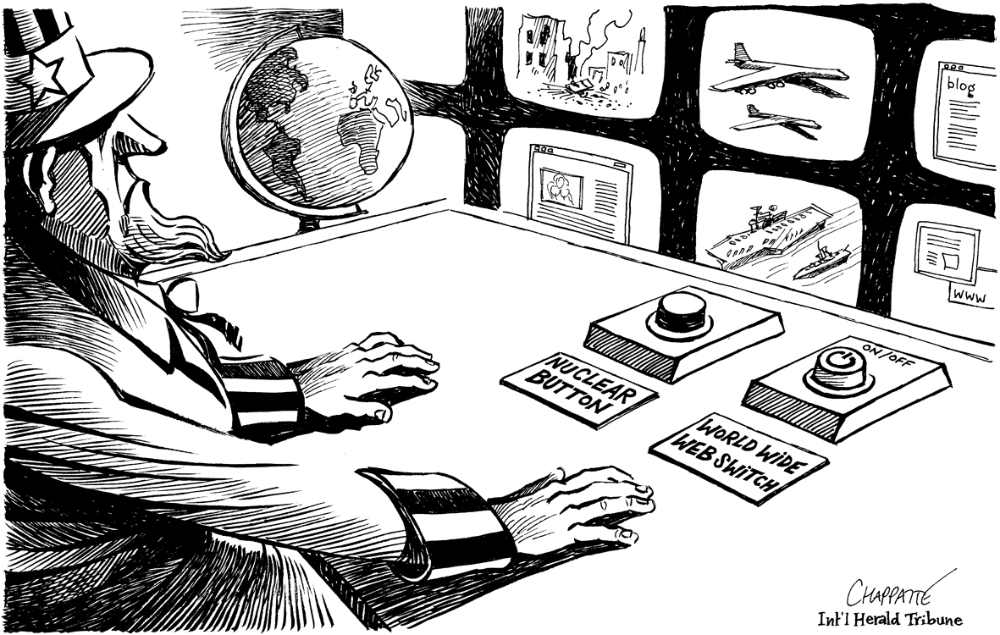 blog
www
NUCLEAR
BUTTON
ON/OFF
WORLD WIDE
WEB SWITCH
CHAPPATTE
Int'l Herald Tribune